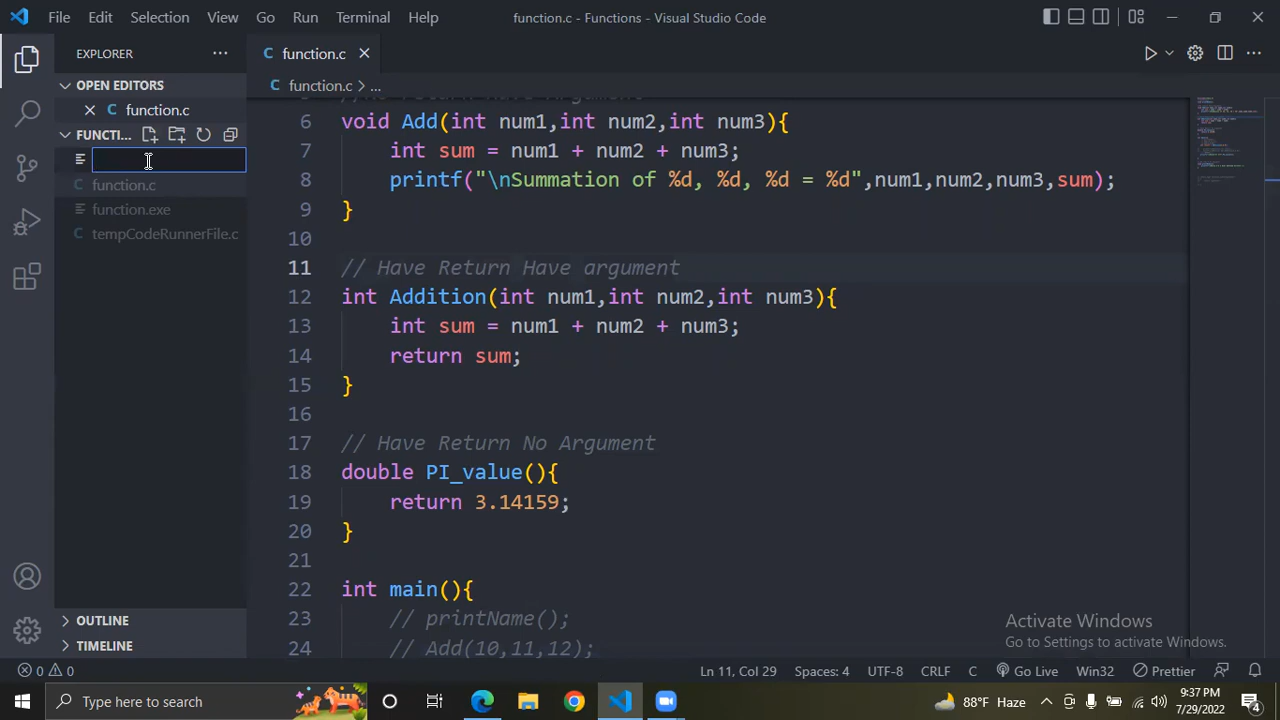 File Edit Selection View Go Run Terminal Help function.c - Functions - Visual Studio Code
EXPLORER
OPEN EDITORS
function.c
FUNCTI...
function.c
function.exe
tempCodeRunnerFile.c
OUTLINE
TIMELINE
function.c
function.c > ...
6 void Add(int num1,int num2,int num3){
7 int sum = num1 + num2 + num3;
8 printf("\nSummation of %d, %d, %d = %d",num1,num2,num3,sum);
9 }
10
11 // Have Return Have argument
12 int Addition(int num1,int num2,int num3){
13 int sum = num1 + num2 + num3;
14 return sum;
15 }
16
17 // Have Return No Argument
18 double PI_value(){
19 return 3.14159;
20 }
21
22 int main(){
23 // printName();
24 // Add(10,11,12);
Activate Windows
Go to Settings to activate Windows.
0 0 Ln 11, Col 29 Spaces: 4 UTF-8 CRLF C Go Live Win32 Prettier
Type here to search
88°F Haze
9:37 PM
7/29/2022
4